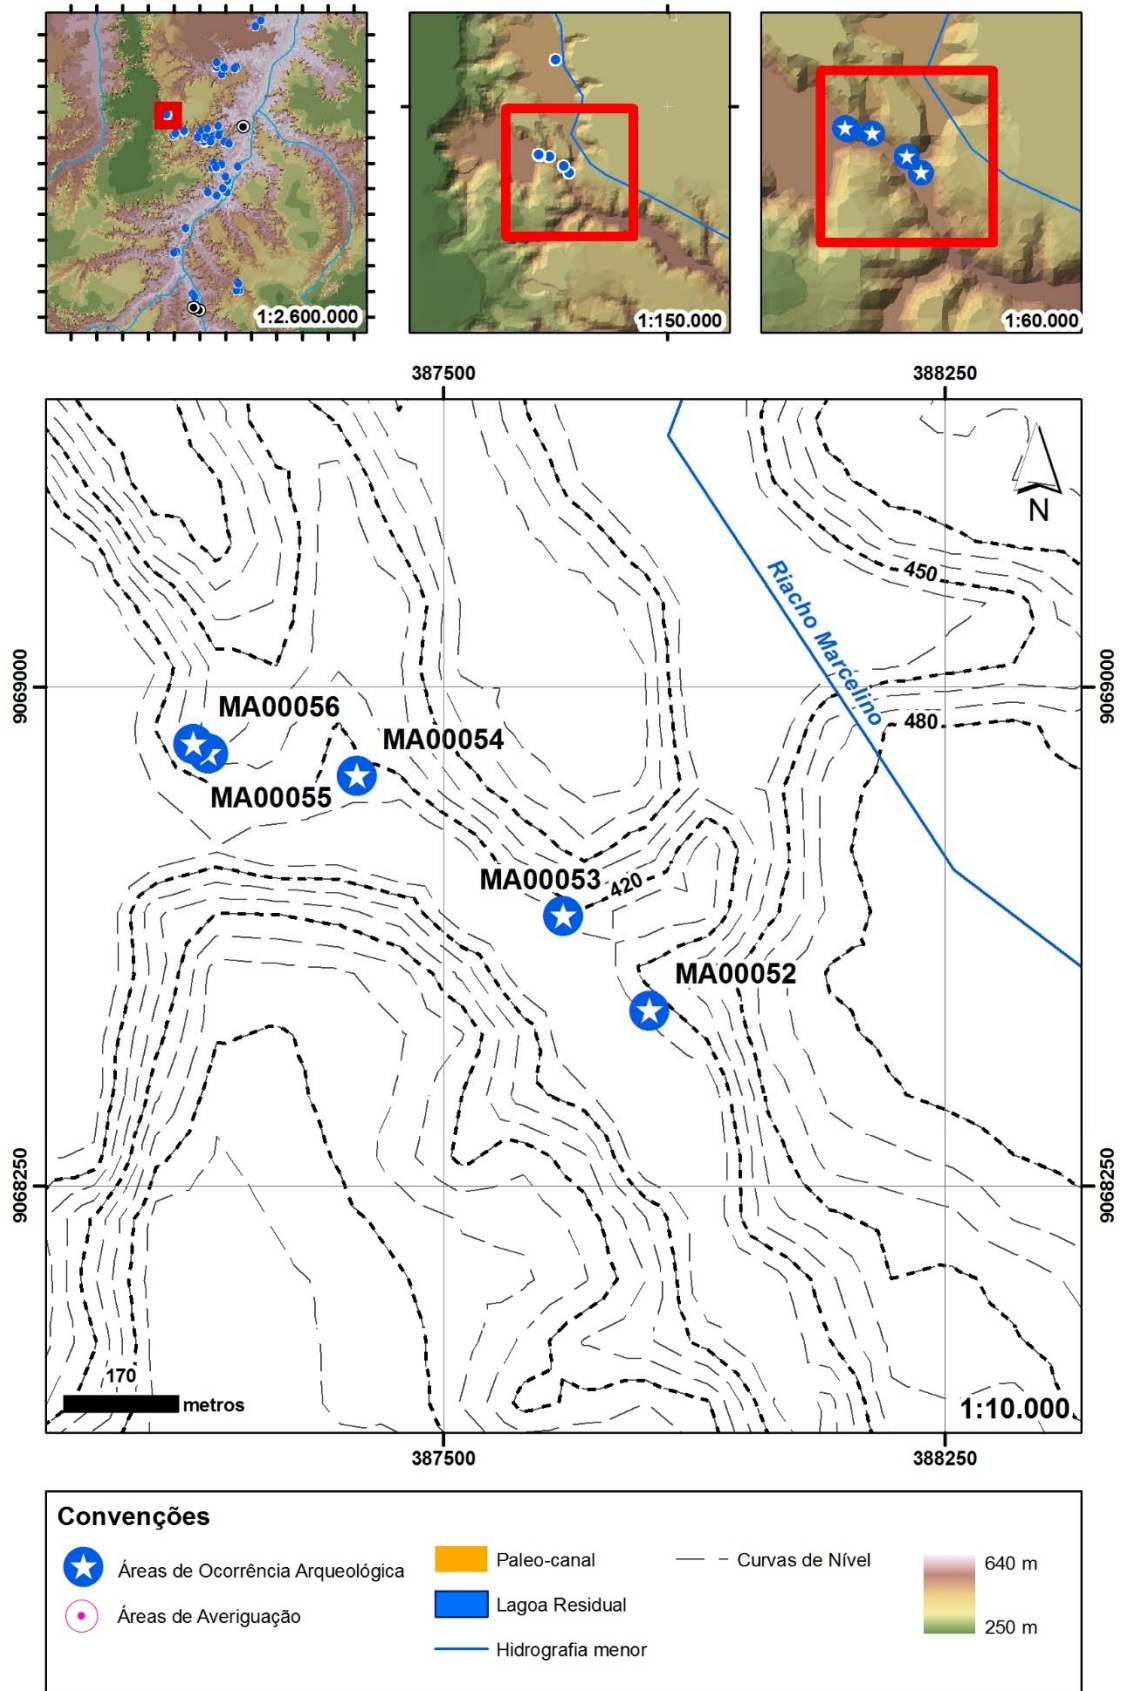 1:2.600.000
1:150.000
1:60.000
387500
388250
N
450
Riacho Marcelino
9069000
9069000
480
MA00056
MA00054
MA00055
MA00053
420
MA00052
9068250
9068250
170
metros
1:10.000
387500
388250
Convenções
Áreas de Ocorrência Arqueológica
Áreas de Averiguação
Paleo-canal
Lagoa Residual
Hidrografia menor
Curvas de Nível
640 m
250 m